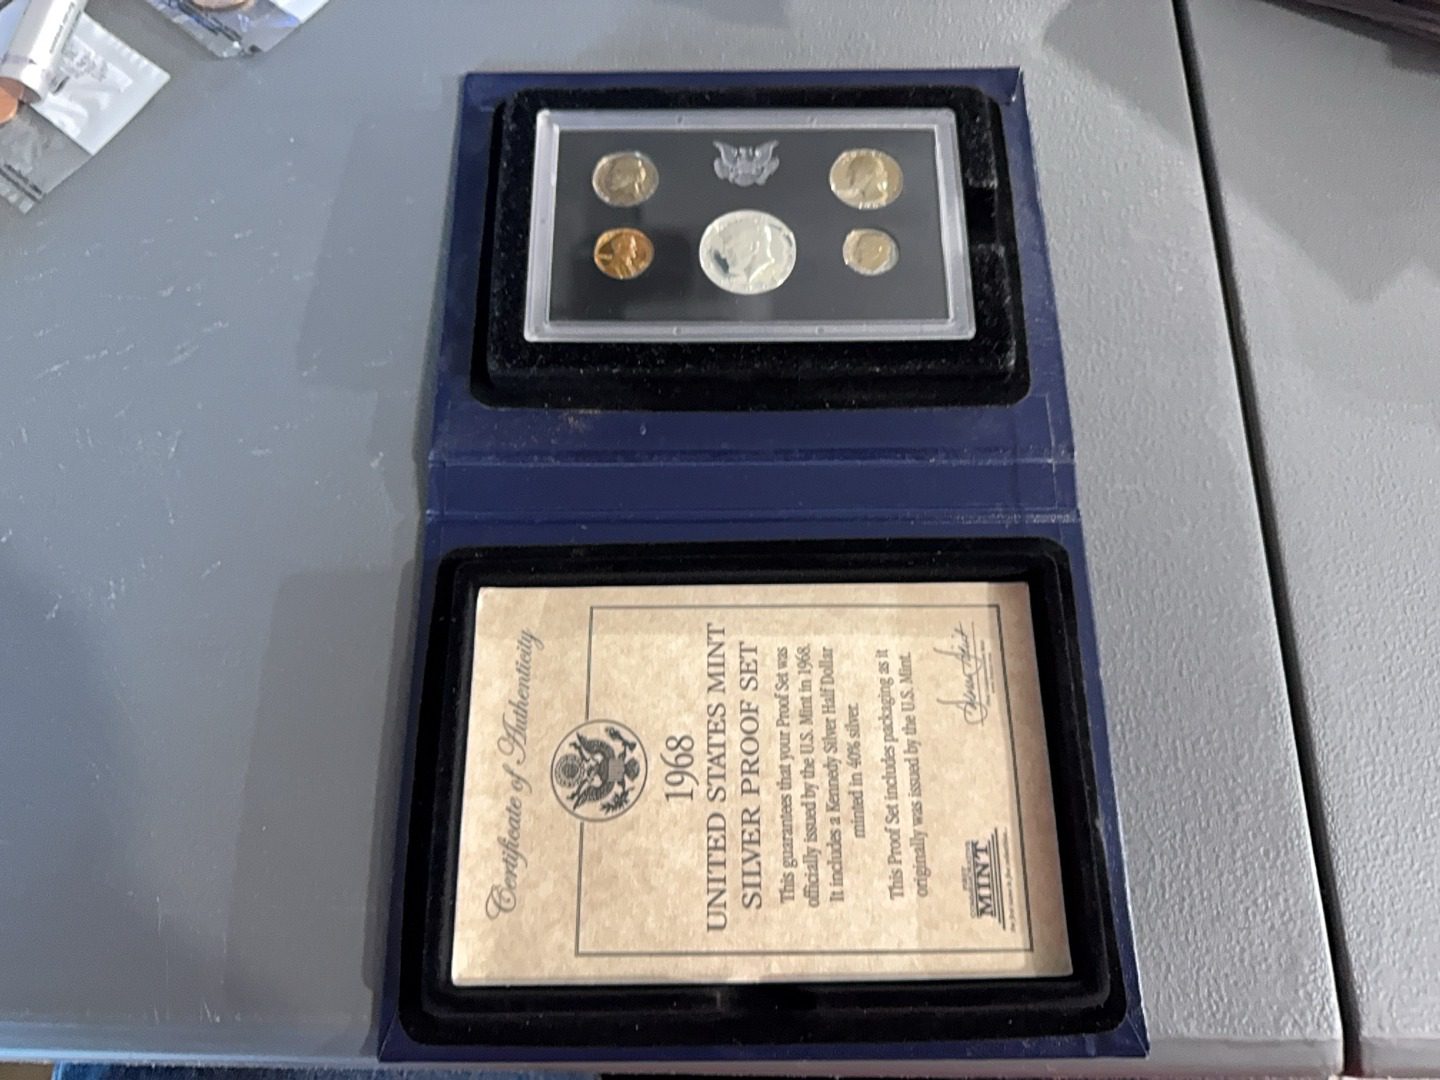 Certificate of Authenticity
1968
UNITED STATES MINT
SILVER PROOF SET
This guarantees that your Proof Set was
officially issued by the U.S. Mint in 1968.
It includes a Kennedy Silver Half Dollar
minted in 40% silver.
This Proof Set includes packaging as it
originally was issued by the U.S. Mint.
MINT